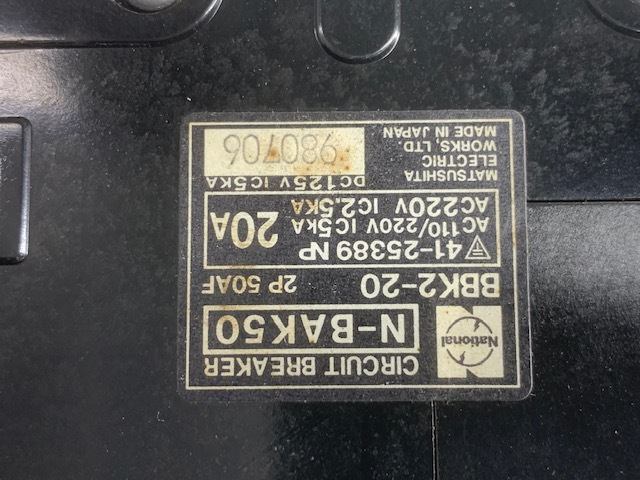 National
CIRCUIT BREAKER
N-BAK50
BBK2-20 2P 50AF
41-25389 NP
AC110/220V IC5KA
AC220V IC2.5KA
20A
DC125V IC5KA
980706
MATSUSHITA
ELECTRIC
WORKS, LTD.
MADE IN JAPAN